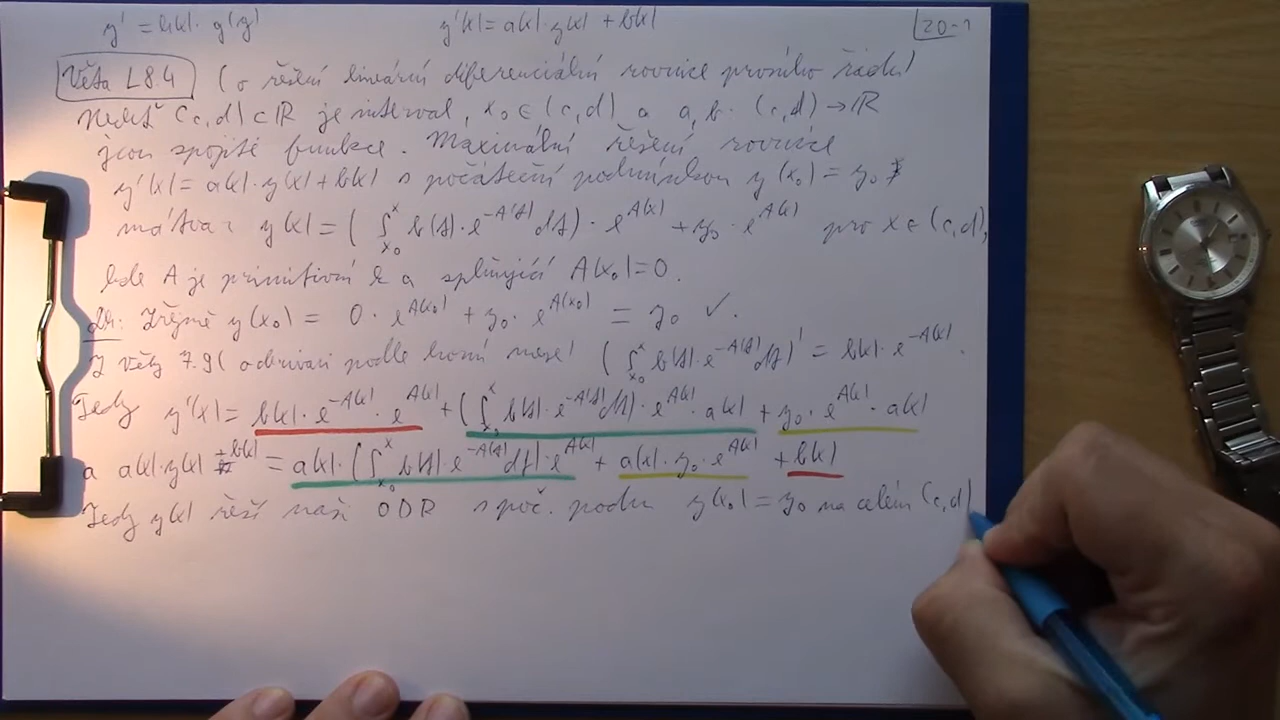 y' = h(x) · g(y)    y'(x) = a(x) · y(x) + b(x)    20-1
Věta L8.4 (o řešení lineární diferenciální rovnice prvního řádu)
Nechť (c,d) ⊂ ℝ je interval, x₀ ∈ (c,d) a a,b: (c,d) → ℝ
jsou spojité funkce. Maximální řešení rovnice
y'(x) = a(x) · y(x) + b(x) s počáteční podmínkou y(x₀) = y₀
má tvar y(x) = ( ∫_{x₀}^{x} b(t) · e^{-A(t)} dt ) · e^{A(x)} + y₀ · e^{A(x)} pro x ∈ (c,d),
kde A je primitivní k a splňující A(x₀) = 0.
Dk: Zřejmě y(x₀) = 0 · e^{A(x₀)} + y₀ · e^{A(x₀)} = y₀ ✓.
Z věty 7.9 (o derivaci podle horní meze) ( ∫_{x₀}^{x} b(t) · e^{-A(t)} dt )' = b(x) · e^{-A(x)}.
Tedy y'(x) = b(x) · e^{-A(x)} · e^{A(x)} + ( ∫_{x₀}^{x} b(t) · e^{-A(t)} dt ) · e^{A(x)} · a(x) + y₀ · e^{A(x)} · a(x)
a a(x) · y(x) + b(x) = a(x) · ( ∫_{x₀}^{x} b(t) · e^{-A(t)} dt ) · e^{A(x)} + a(x) · y₀ · e^{A(x)} + b(x)
Tedy y(x) řeší naši ODR s poč. podm y(x₀) = y₀ na celém (c,d)